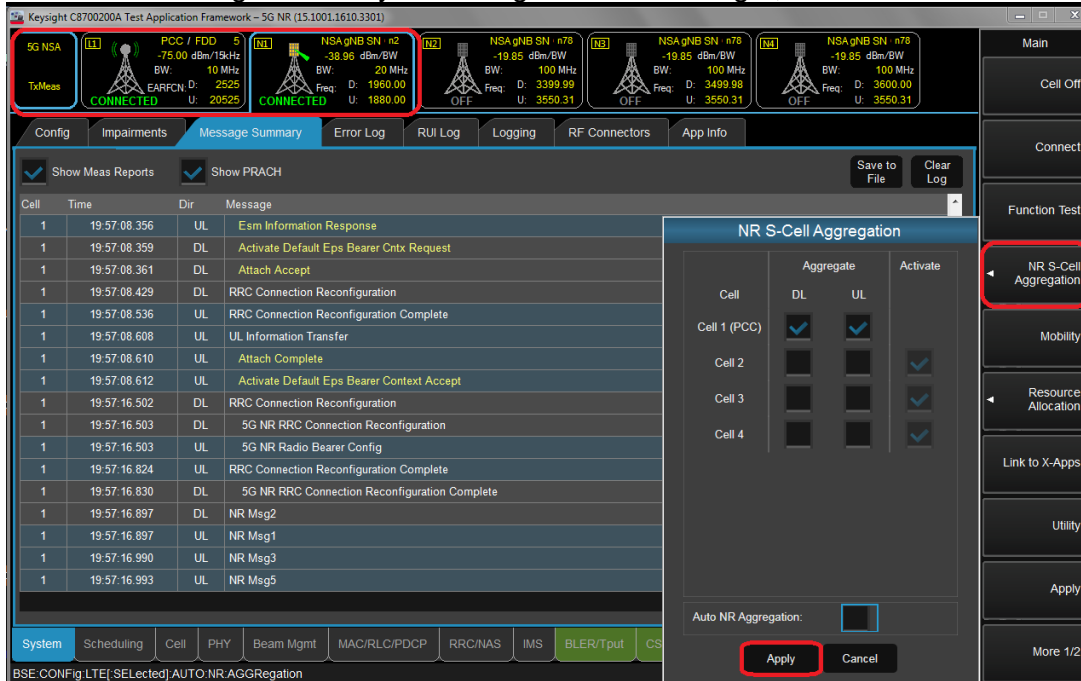 Keysight C8700200A Test Application Framework – 5G NR (15.1001.1610.3301)
5G NSA
TxMeas
L1
PCC / FDD 5
-75.00 dBm/15kHz
BW: 10 MHz
EARFCN: D: 2525
U: 20525
CONNECTED
N1
NSA gNB SN : n2
-38.96 dBm/BW
BW: 20 MHz
Freq: D: 1960.00
U: 1880.00
CONNECTED
N2
NSA gNB SN : n78
-19.85 dBm/BW
BW: 100 MHz
Freq: D: 3399.99
U: 3550.31
OFF
N3
NSA gNB SN : n78
-19.85 dBm/BW
BW: 100 MHz
Freq: D: 3499.98
U: 3550.31
OFF
N4
NSA gNB SN : n78
-19.85 dBm/BW
BW: 100 MHz
Freq: D: 3600.00
U: 3550.31
OFF
Config Impairments Message Summary Error Log RUI Log Logging RF Connectors App Info
Show Meas Reports Show PRACH
Save to
File
Clear
Log
Cell Time Dir Message
1 19:57:08.356 UL Esm Information Response
1 19:57:08.359 DL Activate Default Eps Bearer Cntx Request
1 19:57:08.361 DL Attach Accept
1 19:57:08.429 DL RRC Connection Reconfiguration
1 19:57:08.536 UL RRC Connection Reconfiguration Complete
1 19:57:08.608 UL UL Information Transfer
1 19:57:08.610 UL Attach Complete
1 19:57:08.612 UL Activate Default Eps Bearer Context Accept
1 19:57:16.502 DL RRC Connection Reconfiguration
1 19:57:16.503 DL 5G NR RRC Connection Reconfiguration
1 19:57:16.503 UL 5G NR Radio Bearer Config
1 19:57:16.824 UL RRC Connection Reconfiguration Complete
1 19:57:16.830 DL 5G NR RRC Connection Reconfiguration Complete
1 19:57:16.897 DL NR Msg2
1 19:57:16.897 UL NR Msg1
1 19:57:16.990 UL NR Msg3
1 19:57:16.993 UL NR Msg5
NR S-Cell Aggregation
Aggregate Activate
Cell DL UL
Cell 1 (PCC)
Cell 2
Cell 3
Cell 4
Auto NR Aggregation:
Apply Cancel
Main
Cell Off
Connect
Function Test
NR S-Cell
Aggregation
Mobility
Resource
Allocation
Link to X-Apps
Utility
Apply
More 1/2
System Scheduling Cell PHY Beam Mgmt MAC/RLC/PDCP RRC/NAS IMS BLER/Tput CS
BSE:CONFig:LTE[:SELected]:AUTO:NR:AGGRegation